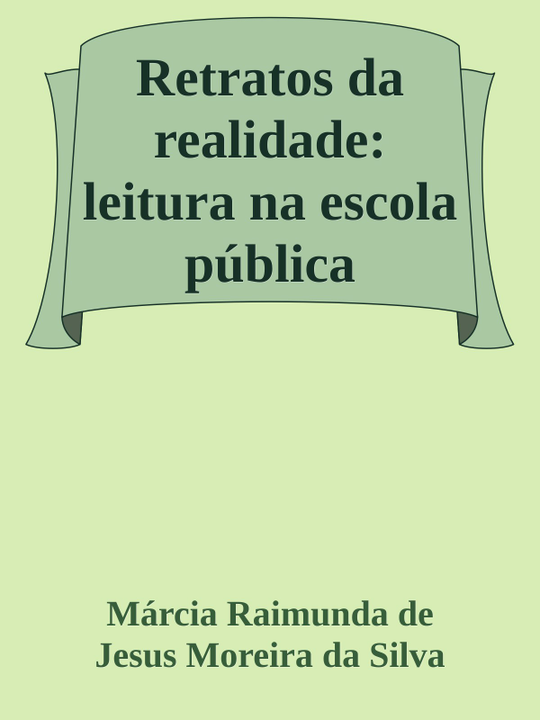 Retratos da
realidade:
leitura na escola
pública
Márcia Raimunda de
Jesus Moreira da Silva